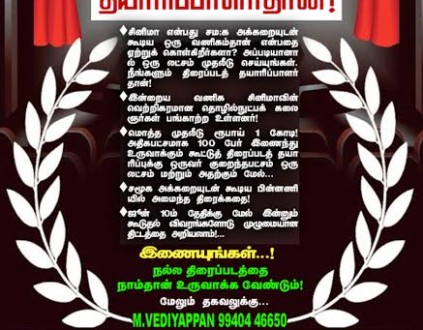 தயாரிப்பாளர்தான்!
♦சினிமா என்பது சமூக அக்கறையுடன்
கூடிய ஒரு வணிகம்தான் என்பதை
ஏற்றுக் கொள்கிறீர்களா? அப்படியானா
ல் ஒரு லட்சம் முதலீடு செய்யுங்கள்.
நீங்களும் திரைப்படத் தயாரிப்பாளர்
தான்!
♦இன்றைய வணிக சினிமாவின்
வெற்றிகரமான தொழில்நுட்பக் கலை
ஞர்கள் பங்காற்ற உள்ளனர்!
♦மொத்த முதலீடு ரூபாய் 1 கோடி!
அதிகபட்சமாக 100 பேர் இணைந்து
உருவாக்கும் கூட்டுத் திரைப்படத் தயா
ரிப்புக்கு ஒருவர் குறைந்தபட்சம் ஒரு
லட்சம் மற்றும் அதற்கும் மேல்...
♦சமூக அக்கறையுடன் கூடிய பின்னணி
யில் அமைந்த திரைக்கதை!
♦ஜுன் 10ம் தேதிக்கு மேல் இன்னும்
கூடுதல் விவரங்களோடு முழுமையான
திட்டத்தை அறியலாம்!...
இணையுங்கள்...!
நல்ல திரைப்படத்தை
நாம்தான் உருவாக்க வேண்டும்!
மேலும் தகவலுக்கு...
M.VEDIYAPPAN 99404 46650